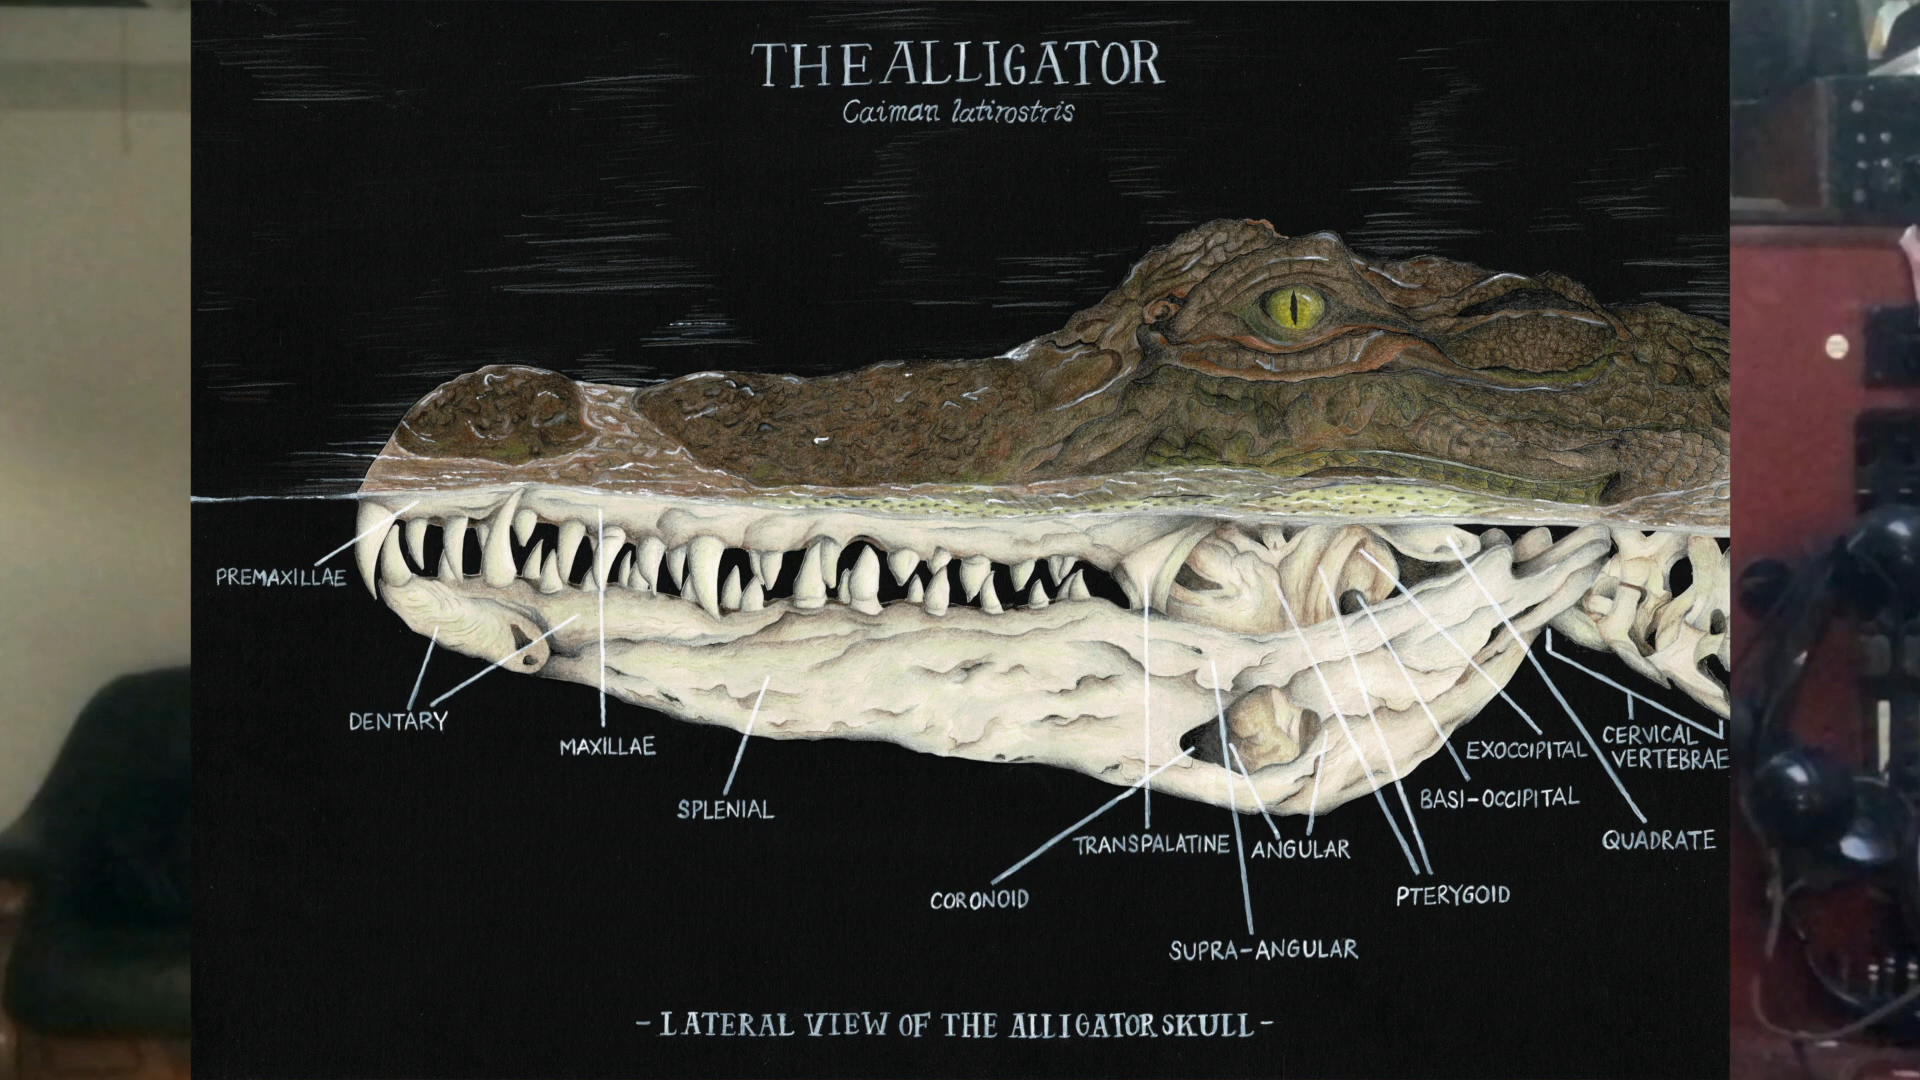 THE ALLIGATOR
Caiman latirostris
PREMAXILLAE
DENTARY
MAXILLAE
SPLENIAL
CORONOID
TRANSPALATINE
ANGULAR
SUPRA-ANGULAR
PTERYGOID
BASI-OCCIPITAL
EXOCCIPITAL
CERVICAL
VERTEBRAE
QUADRATE
- LATERAL VIEW OF THE ALLIGATOR SKULL -